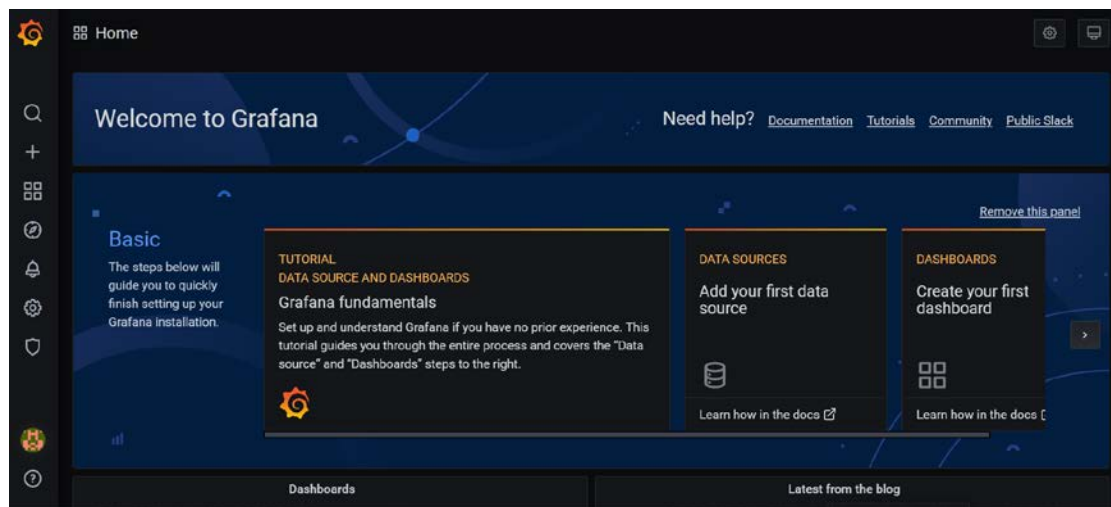 Home
Welcome to Grafana
Need help? Documentation Tutorials Community Public Slack
Remove this panel
Basic
The steps below will
guide you to quickly
finish setting up your
Grafana installation.
TUTORIAL
DATA SOURCE AND DASHBOARDS
Grafana fundamentals
Set up and understand Grafana if you have no prior experience. This
tutorial guides you through the entire process and covers the "Data
source" and "Dashboards" steps to the right.
DATA SOURCES
Add your first data
source
Learn how in the docs
DASHBOARDS
Create your first
dashboard
Learn how in the docs
Dashboards
Latest from the blog